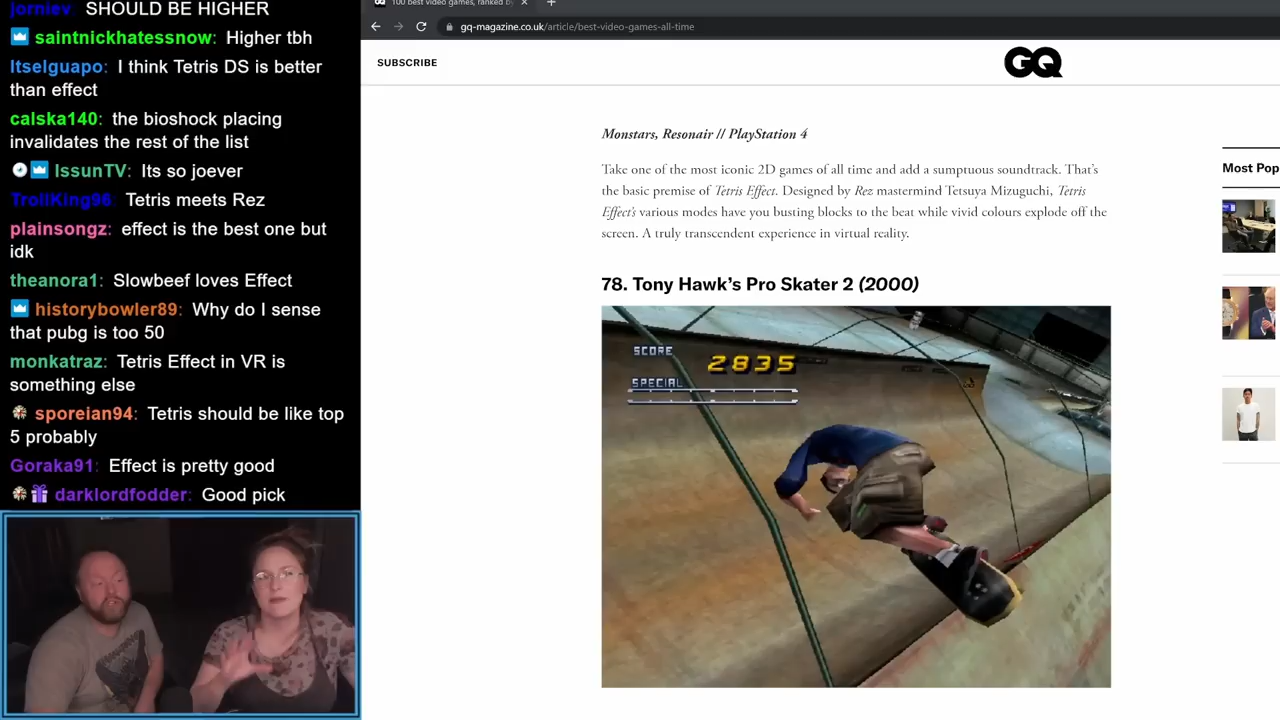 jorniev: SHOULD BE HIGHER
saintnickhatessnow: Higher tbh
ItsElguapo: I think Tetris DS is better
than effect
calska140: the bioshock placing
invalidates the rest of the list
IssunTV: Its so joever
TrollKing96: Tetris meets Rez
plainsongz: effect is the best one but
idk
theanora1: Slowbeef loves Effect
historybowler89: Why do I sense
that pubg is too 50
monkatraz: Tetris Effect in VR is
something else
sporeian94: Tetris should be like top
5 probably
Goraka91: Effect is pretty good
darklordfodder: Good pick
100 best video games, ranked by
gq-magazine.co.uk/article/best-video-games-all-time
SUBSCRIBE
GQ
Monstars, Resonair // PlayStation 4
Take one of the most iconic 2D games of all time and add a sumptuous soundtrack. That's
the basic premise of Tetris Effect. Designed by Rez mastermind Tetsuya Mizuguchi, Tetris
Effect's various modes have you busting blocks to the beat while vivid colours explode off the
screen. A truly transcendent experience in virtual reality.
78. Tony Hawk's Pro Skater 2 (2000)
SCORE
2835
SPECIAL
Most Pop